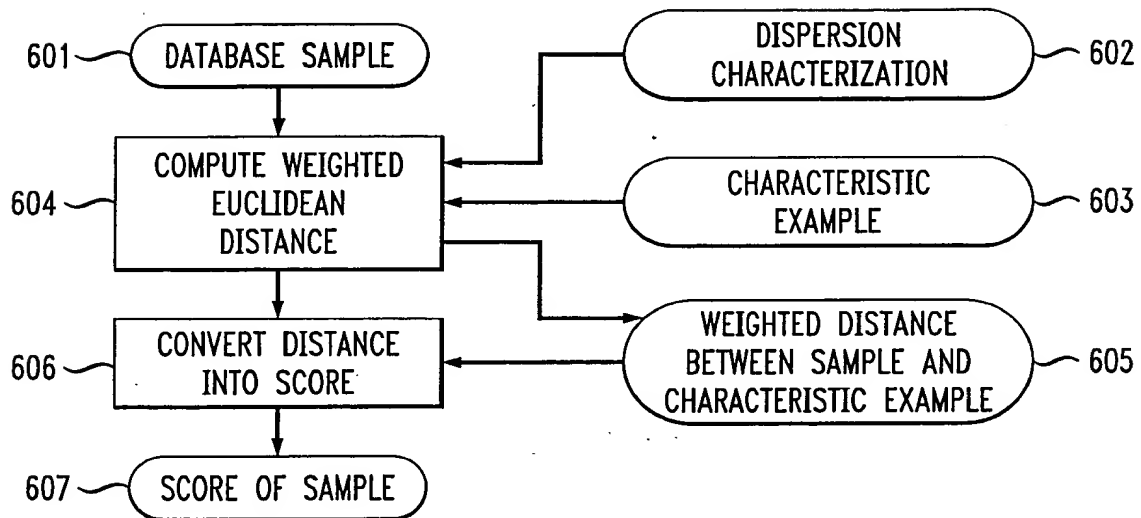 601
DATABASE SAMPLE
DISPERSION
CHARACTERIZATION
602
604
COMPUTE WEIGHTED
EUCLIDEAN
DISTANCE
CHARACTERISTIC
EXAMPLE
603
606
CONVERT DISTANCE
INTO SCORE
WEIGHTED DISTANCE
BETWEEN SAMPLE AND
CHARACTERISTIC EXAMPLE
605
607
SCORE OF SAMPLE